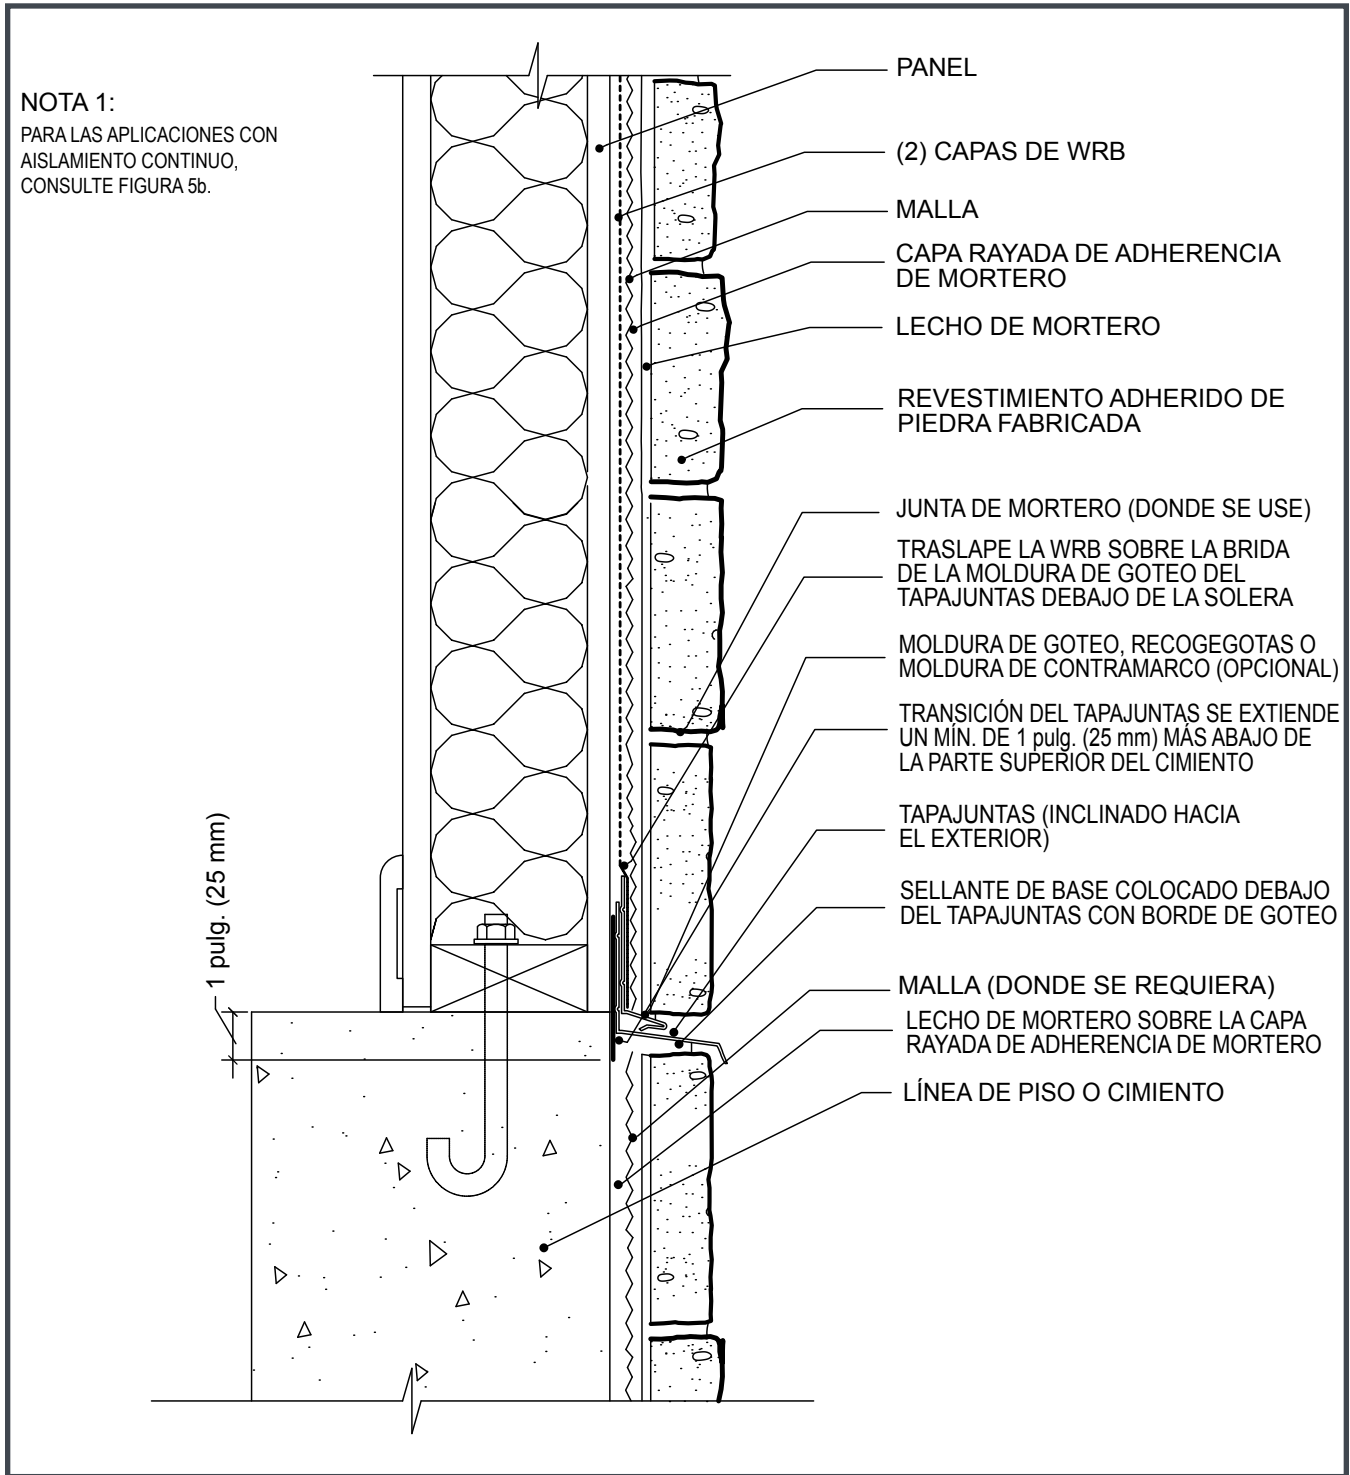 NOTA 1:
PARA LAS APLICACIONES CON
AISLAMIENTO CONTINUO,
CONSULTE FIGURA 5b.
PANEL
(2) CAPAS DE WRB
MALLA
CAPA RAYADA DE ADHERENCIA
DE MORTERO
LECHO DE MORTERO
REVESTIMIENTO ADHERIDO DE
PIEDRA FABRICADA
JUNTA DE MORTERO (DONDE SE USE)
TRASLAPE LA WRB SOBRE LA BRIDA
DE LA MOLDURA DE GOTEO DEL
TAPAJUNTAS DEBAJO DE LA SOLERA
MOLDURA DE GOTEO, RECOGEGOTAS O
MOLDURA DE CONTRAMARCO (OPCIONAL)
TRANSICIÓN DEL TAPAJUNTAS SE EXTIENDE
UN MÍN. DE 1 pulg. (25 mm) MÁS ABAJO DE
LA PARTE SUPERIOR DEL CIMIENTO
TAPAJUNTAS (INCLINADO HACIA
EL EXTERIOR)
SELLANTE DE BASE COLOCADO DEBAJO
DEL TAPAJUNTAS CON BORDE DE GOTEO
MALLA (DONDE SE REQUIERA)
LECHO DE MORTERO SOBRE LA CAPA
RAYADA DE ADHERENCIA DE MORTERO
LÍNEA DE PISO O CIMIENTO
1 pulg. (25 mm)